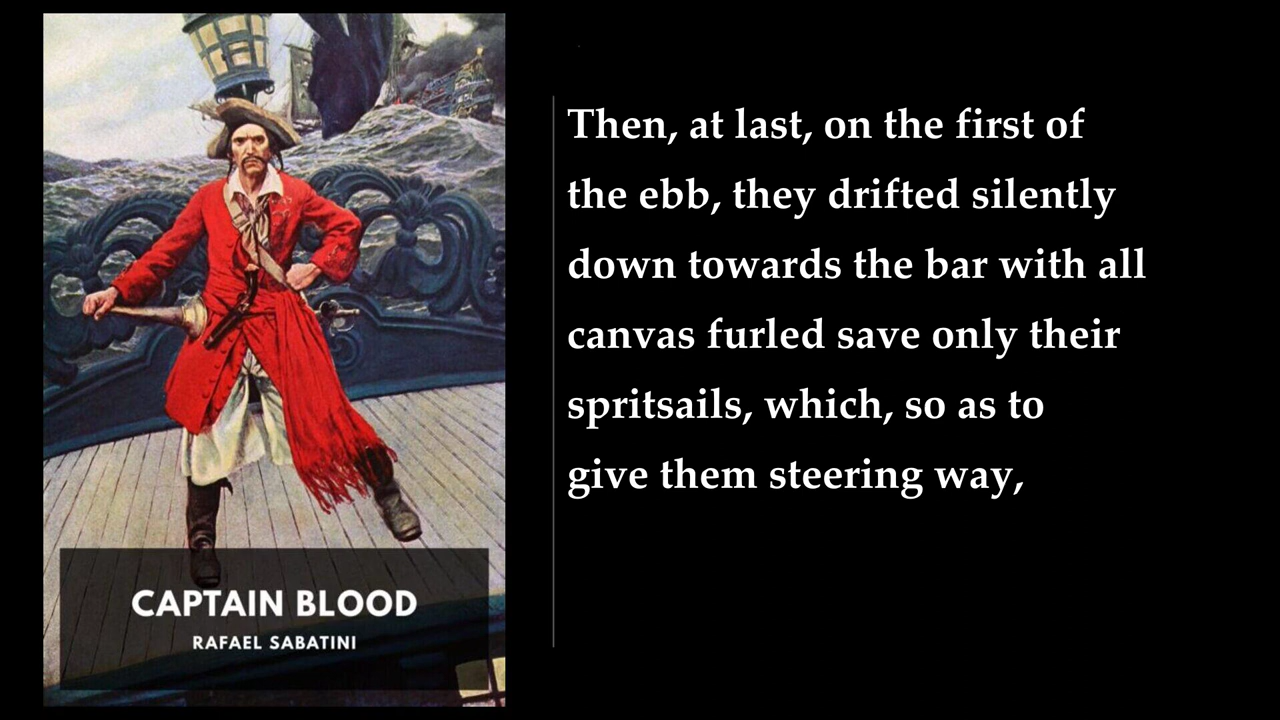 CAPTAIN BLOOD
RAFAEL SABATINI
Then, at last, on the first of
the ebb, they drifted silently
down towards the bar with all
canvas furled save only their
spritsails, which, so as to
give them steering way,